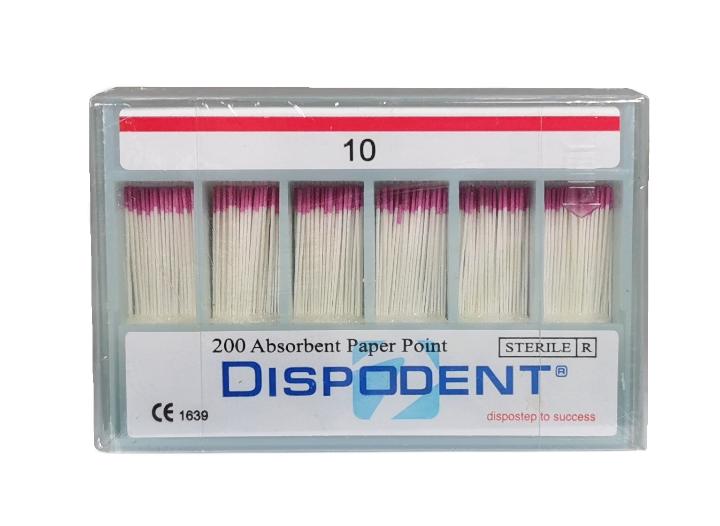 10
200 Absorbent Paper Point
STERILE R
DISPODENT®
CE 1639
dispostep to success